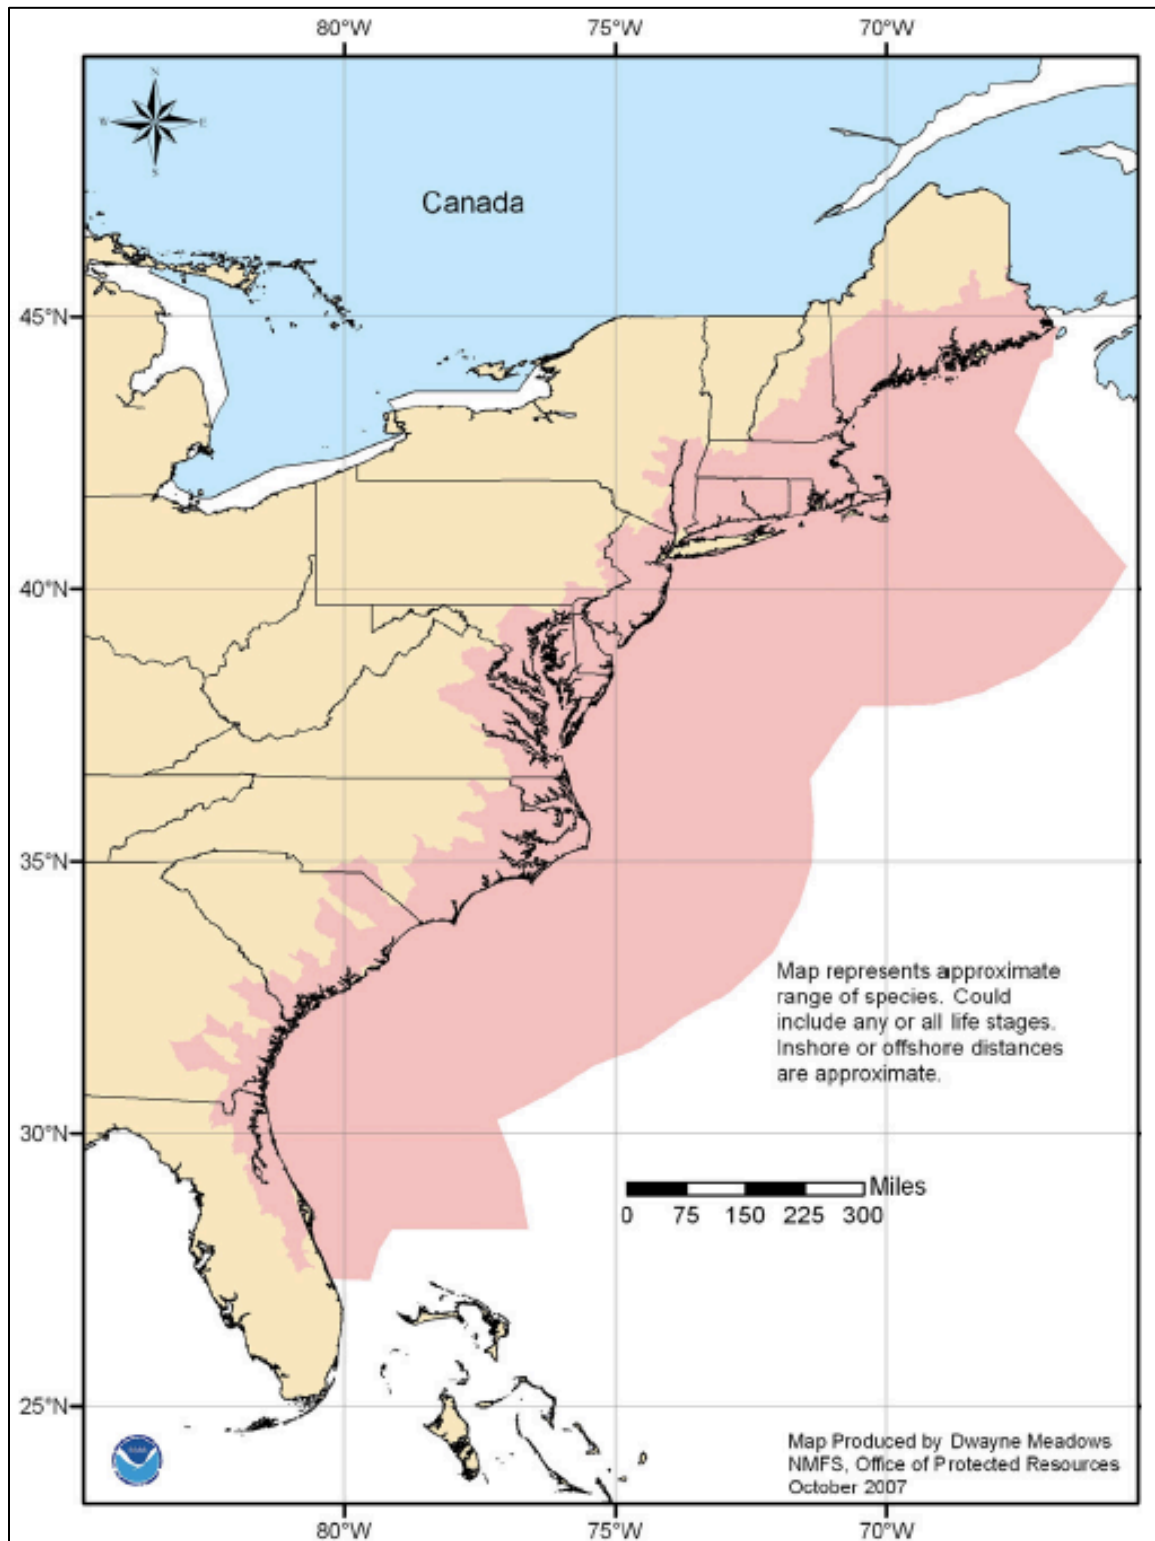 80°W 75°W 70°W
N
W E
S
Canada
45°N
40°N
35°N
Map represents approximate
range of species. Could
include any or all life stages.
Inshore or offshore distances
are approximate.
30°N
Miles
0 75 150 225 300
25°N
Map Produced by Dwayne Meadows
NMFS, Office of Protected Resources
October 2007
80°W 75°W 70°W